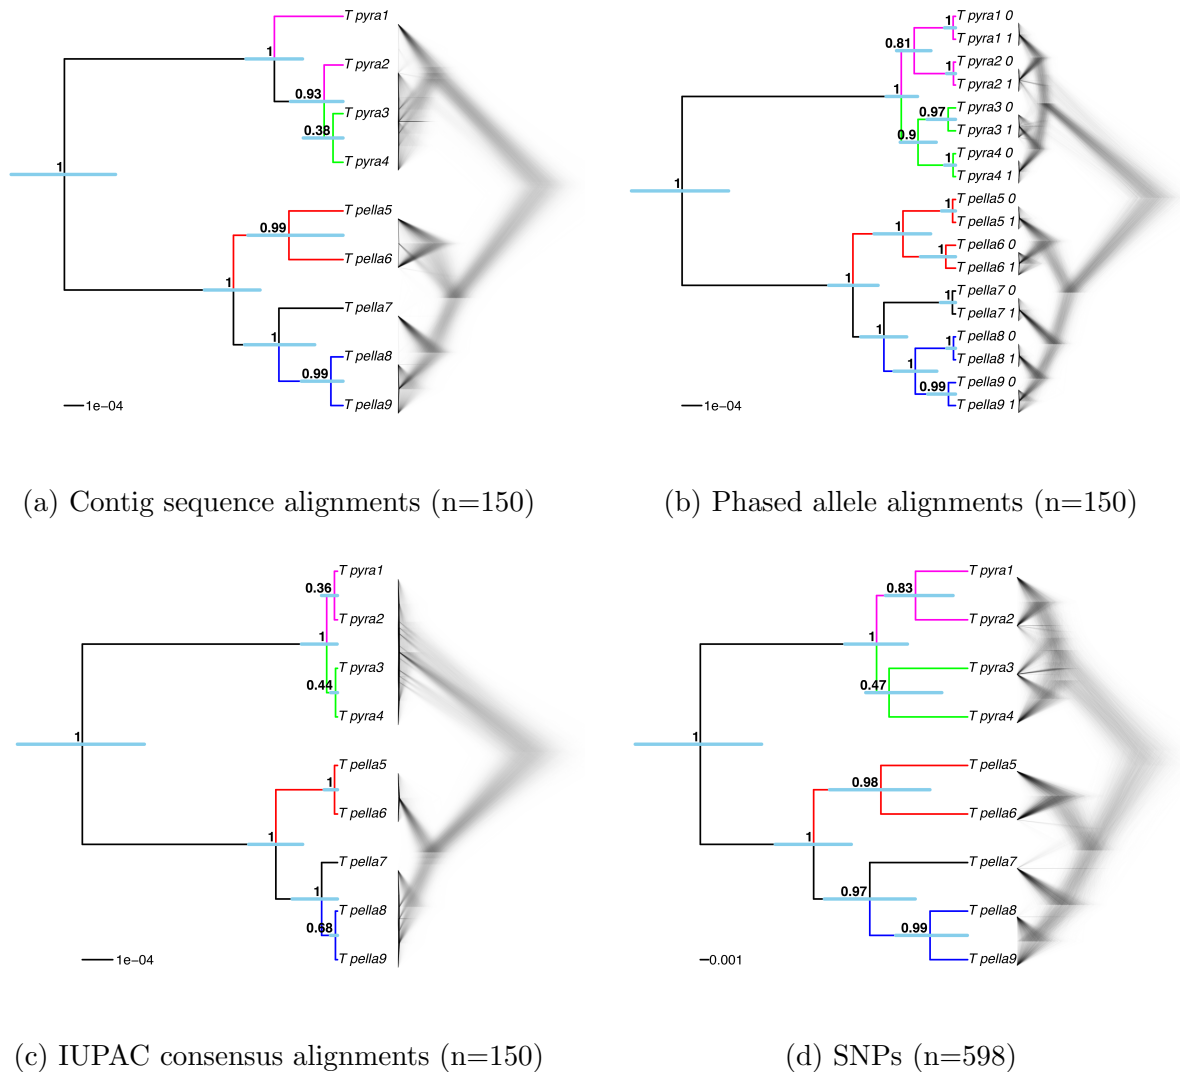 T pyra1
1
T pyra2
0.93
T pyra3
0.38
T pyra4
1
T pella5
0.99
T pella6
1
T pella7
1
T pella8
0.99
T pella9
1e−04
(a) Contig sequence alignments (n=150)
T pyra1 0
1
T pyra1 1
0.81
T pyra2 0
1
T pyra2 1
1
T pyra3 0
0.97
T pyra3 1
0.9
T pyra4 0
1
T pyra4 1
1
T pella5 0
1
T pella5 1
1
T pella6 0
1
T pella6 1
1
T pella7 0
1
T pella7 1
1
T pella8 0
1
T pella8 1
1
T pella9 0
0.99
T pella9 1
1e−04
(b) Phased allele alignments (n=150)
T pyra1
0.36
T pyra2
1
T pyra3
0.44
T pyra4
1
T pella5
1
T pella6
1
T pella7
1
T pella8
0.68
T pella9
1e−04
(c) IUPAC consensus alignments (n=150)
T pyra1
0.83
T pyra2
1
T pyra3
0.47
T pyra4
1
T pella5
0.98
T pella6
1
T pella7
0.97
T pella8
0.99
T pella9
0.001
(d) SNPs (n=598)